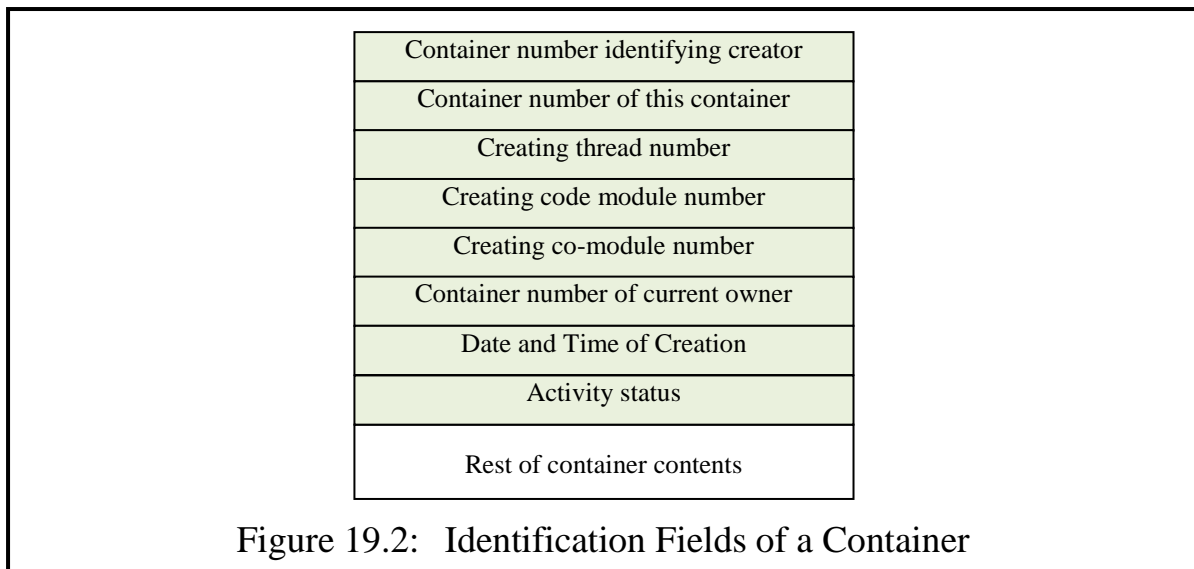 Container number identifying creator
Container number of this container
Creating thread number
Creating code module number
Creating co-module number
Container number of current owner
Date and Time of Creation
Activity status
Rest of container contents
Figure 19.2: Identification Fields of a Container